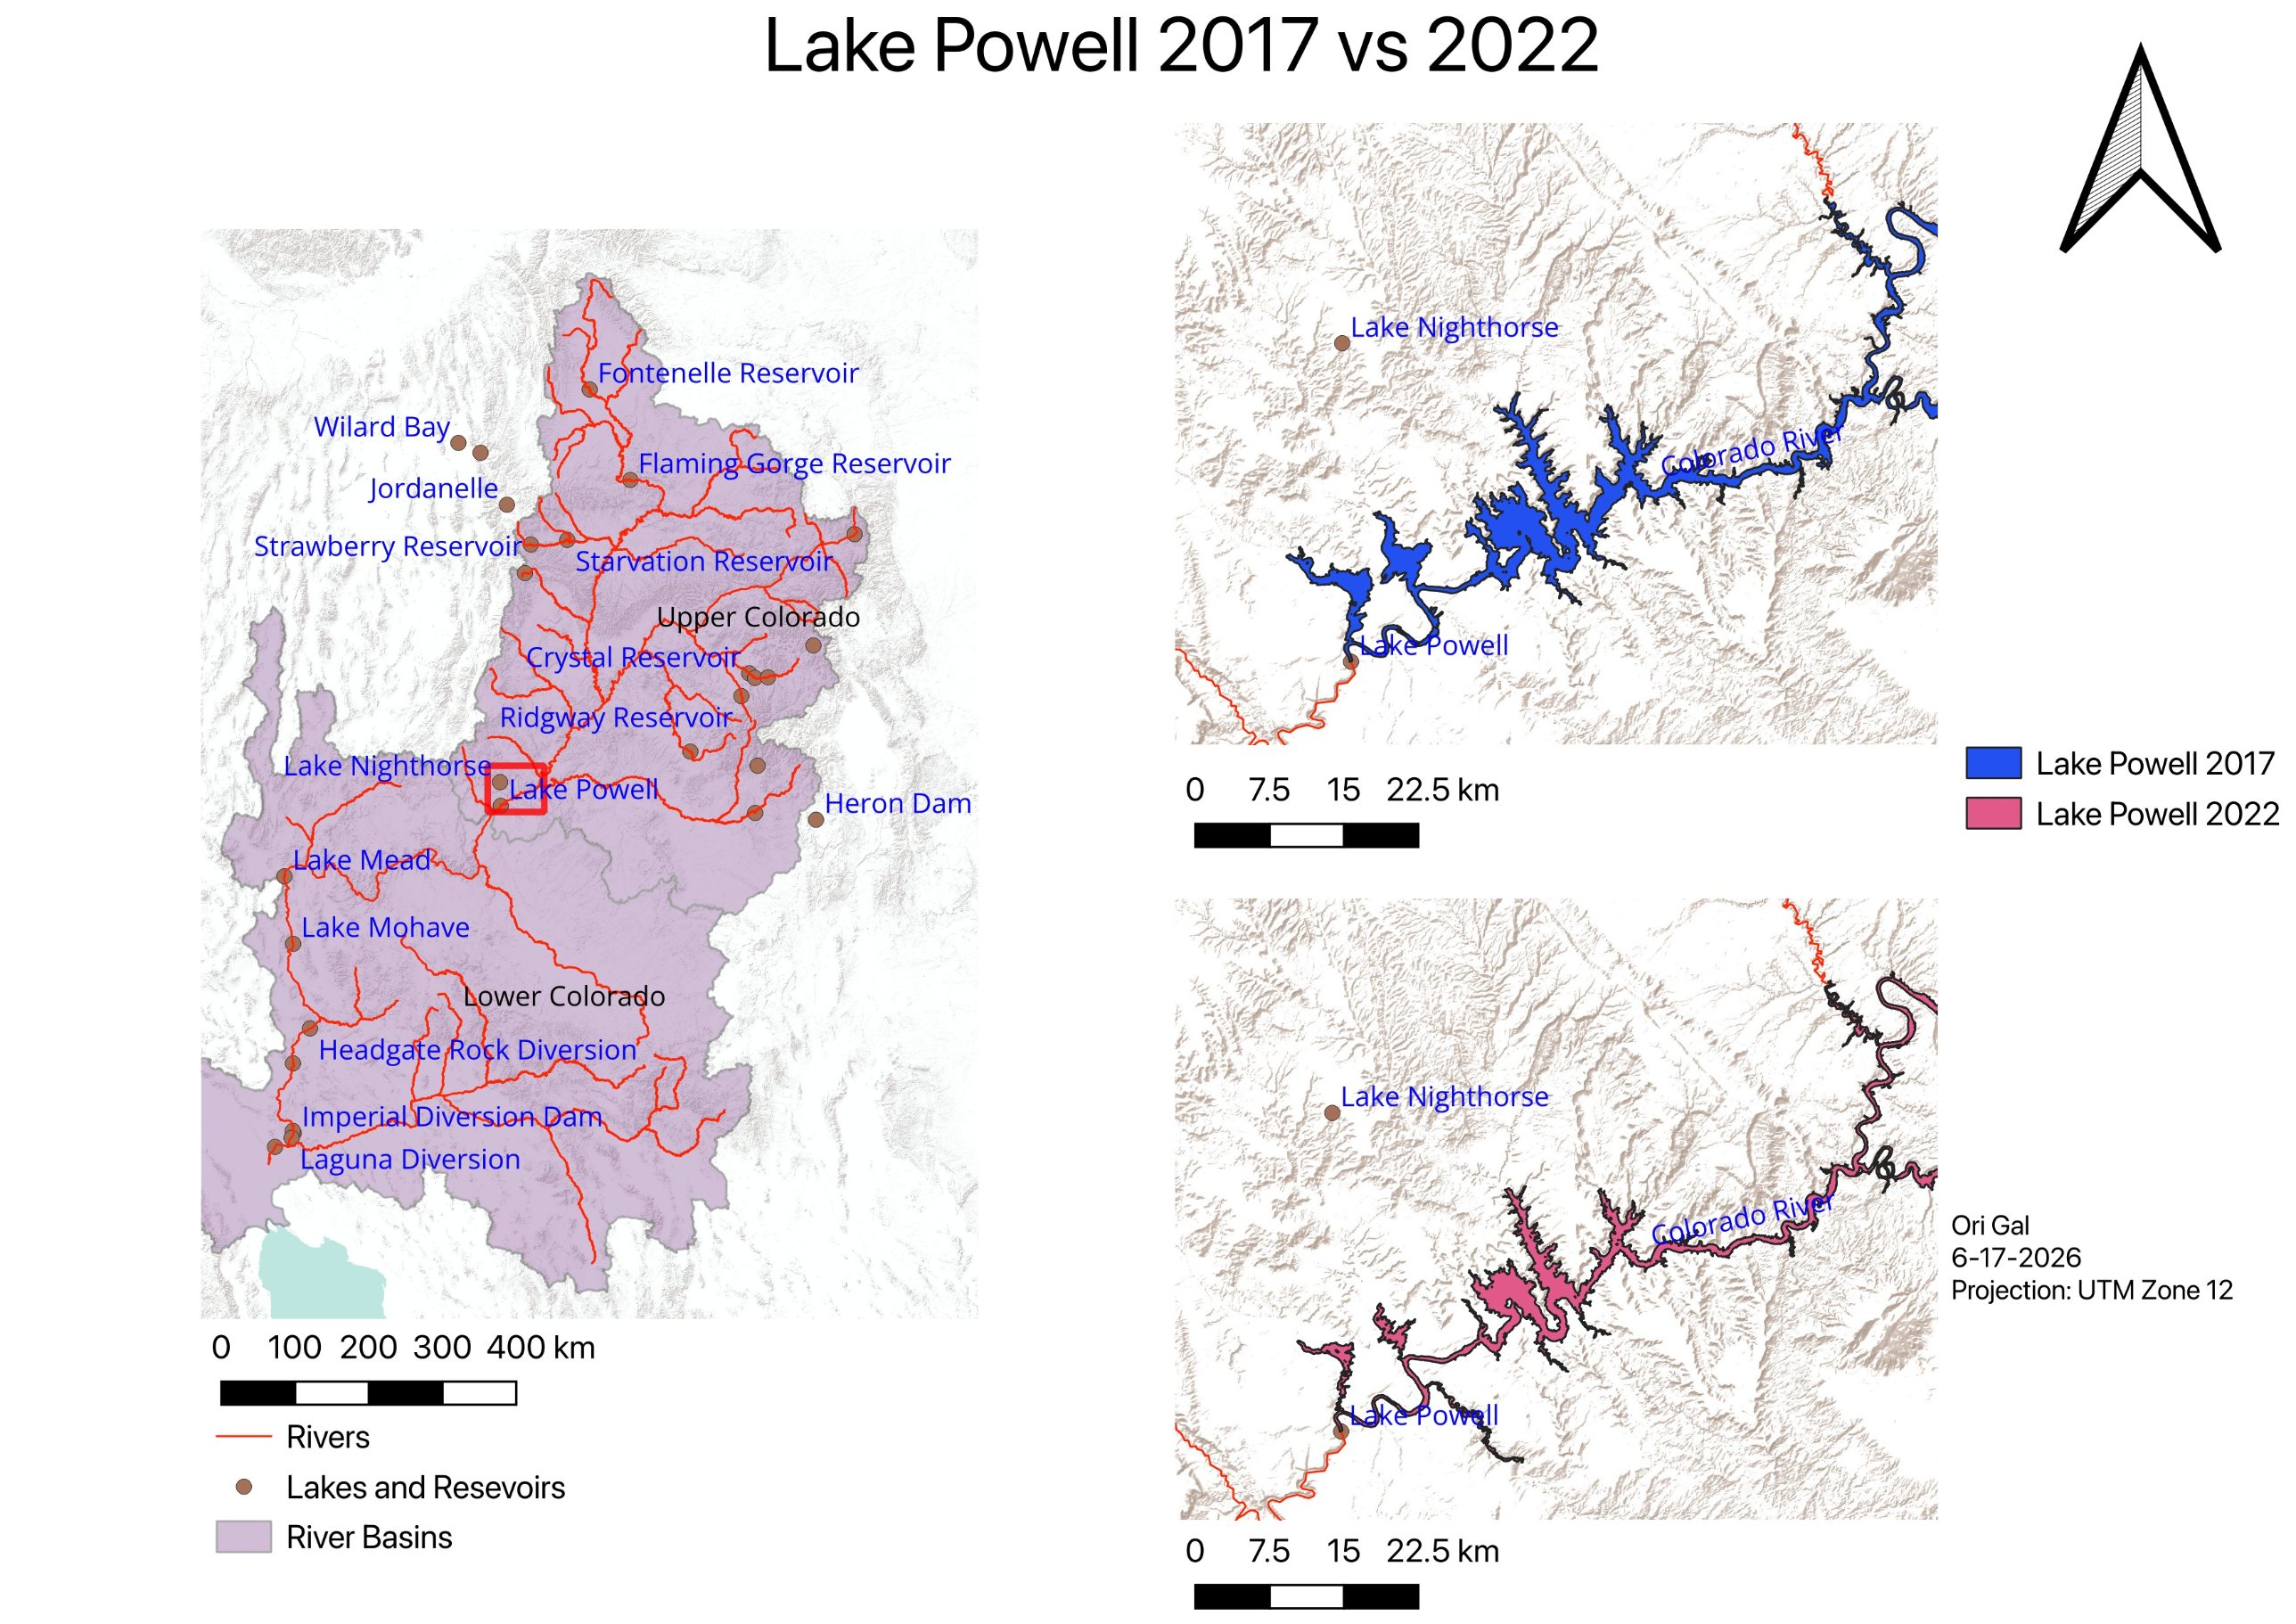 Lake Powell 2017 vs 2022
Fontenelle Reservoir
Wilard Bay
Flaming Gorge Reservoir
Jordanelle
Strawberry Reservoir
Starvation Reservoir
Upper Colorado
Crystal Reservoir
Ridgway Reservoir
Lake Nighthorse
Lake Powell
Heron Dam
Lake Mead
Lake Mohave
Lower Colorado
Headgate Rock Diversion
Imperial Diversion Dam
Laguna Diversion
0 100 200 300 400 km
Rivers
Lakes and Resevoirs
River Basins
Lake Nighthorse
Colorado River
Lake Powell
0 7.5 15 22.5 km
Lake Powell 2017
Lake Powell 2022
Lake Nighthorse
Colorado River
Lake Powell
0 7.5 15 22.5 km
Ori Gal
6-17-2026
Projection: UTM Zone 12